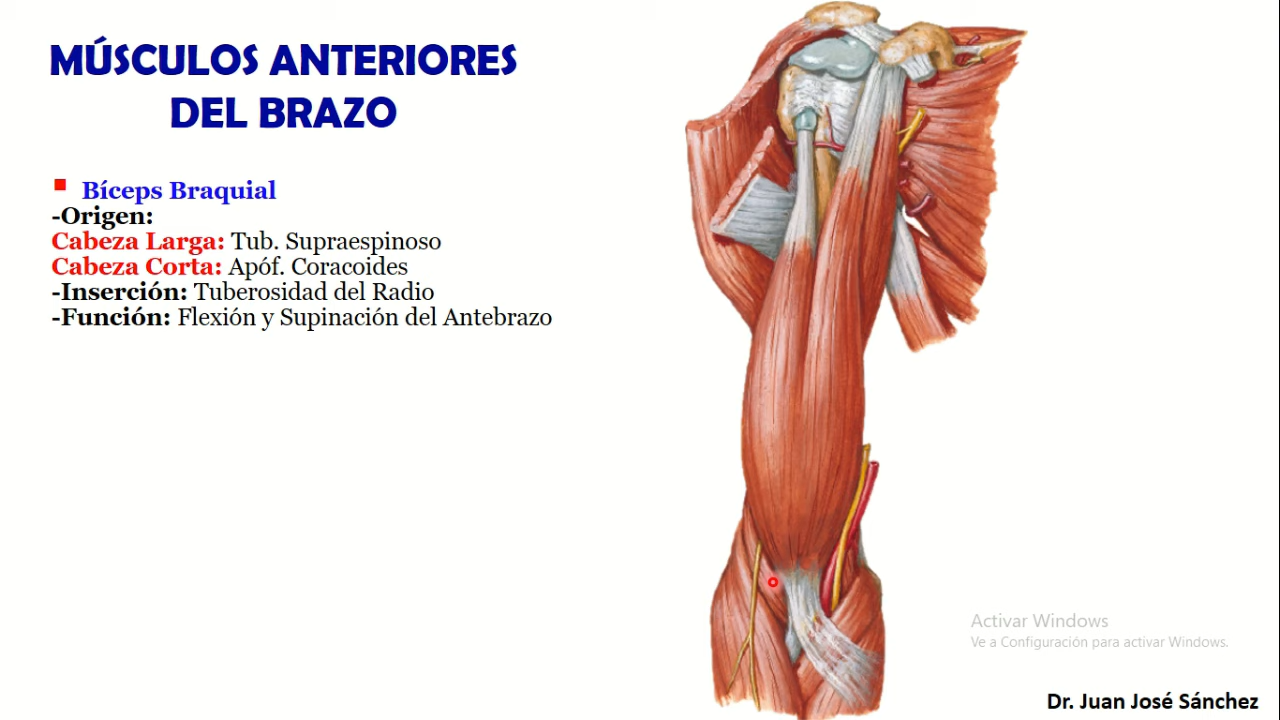 MÚSCULOS ANTERIORES
DEL BRAZO
Bíceps Braquial
-Origen:
Cabeza Larga: Tub. Supraespinoso
Cabeza Corta: Apóf. Coracoides
-Inserción: Tuberosidad del Radio
-Función: Flexión y Supinación del Antebrazo
Activar Windows
Ve a Configuración para activar Windows.
Dr. Juan José Sánchez